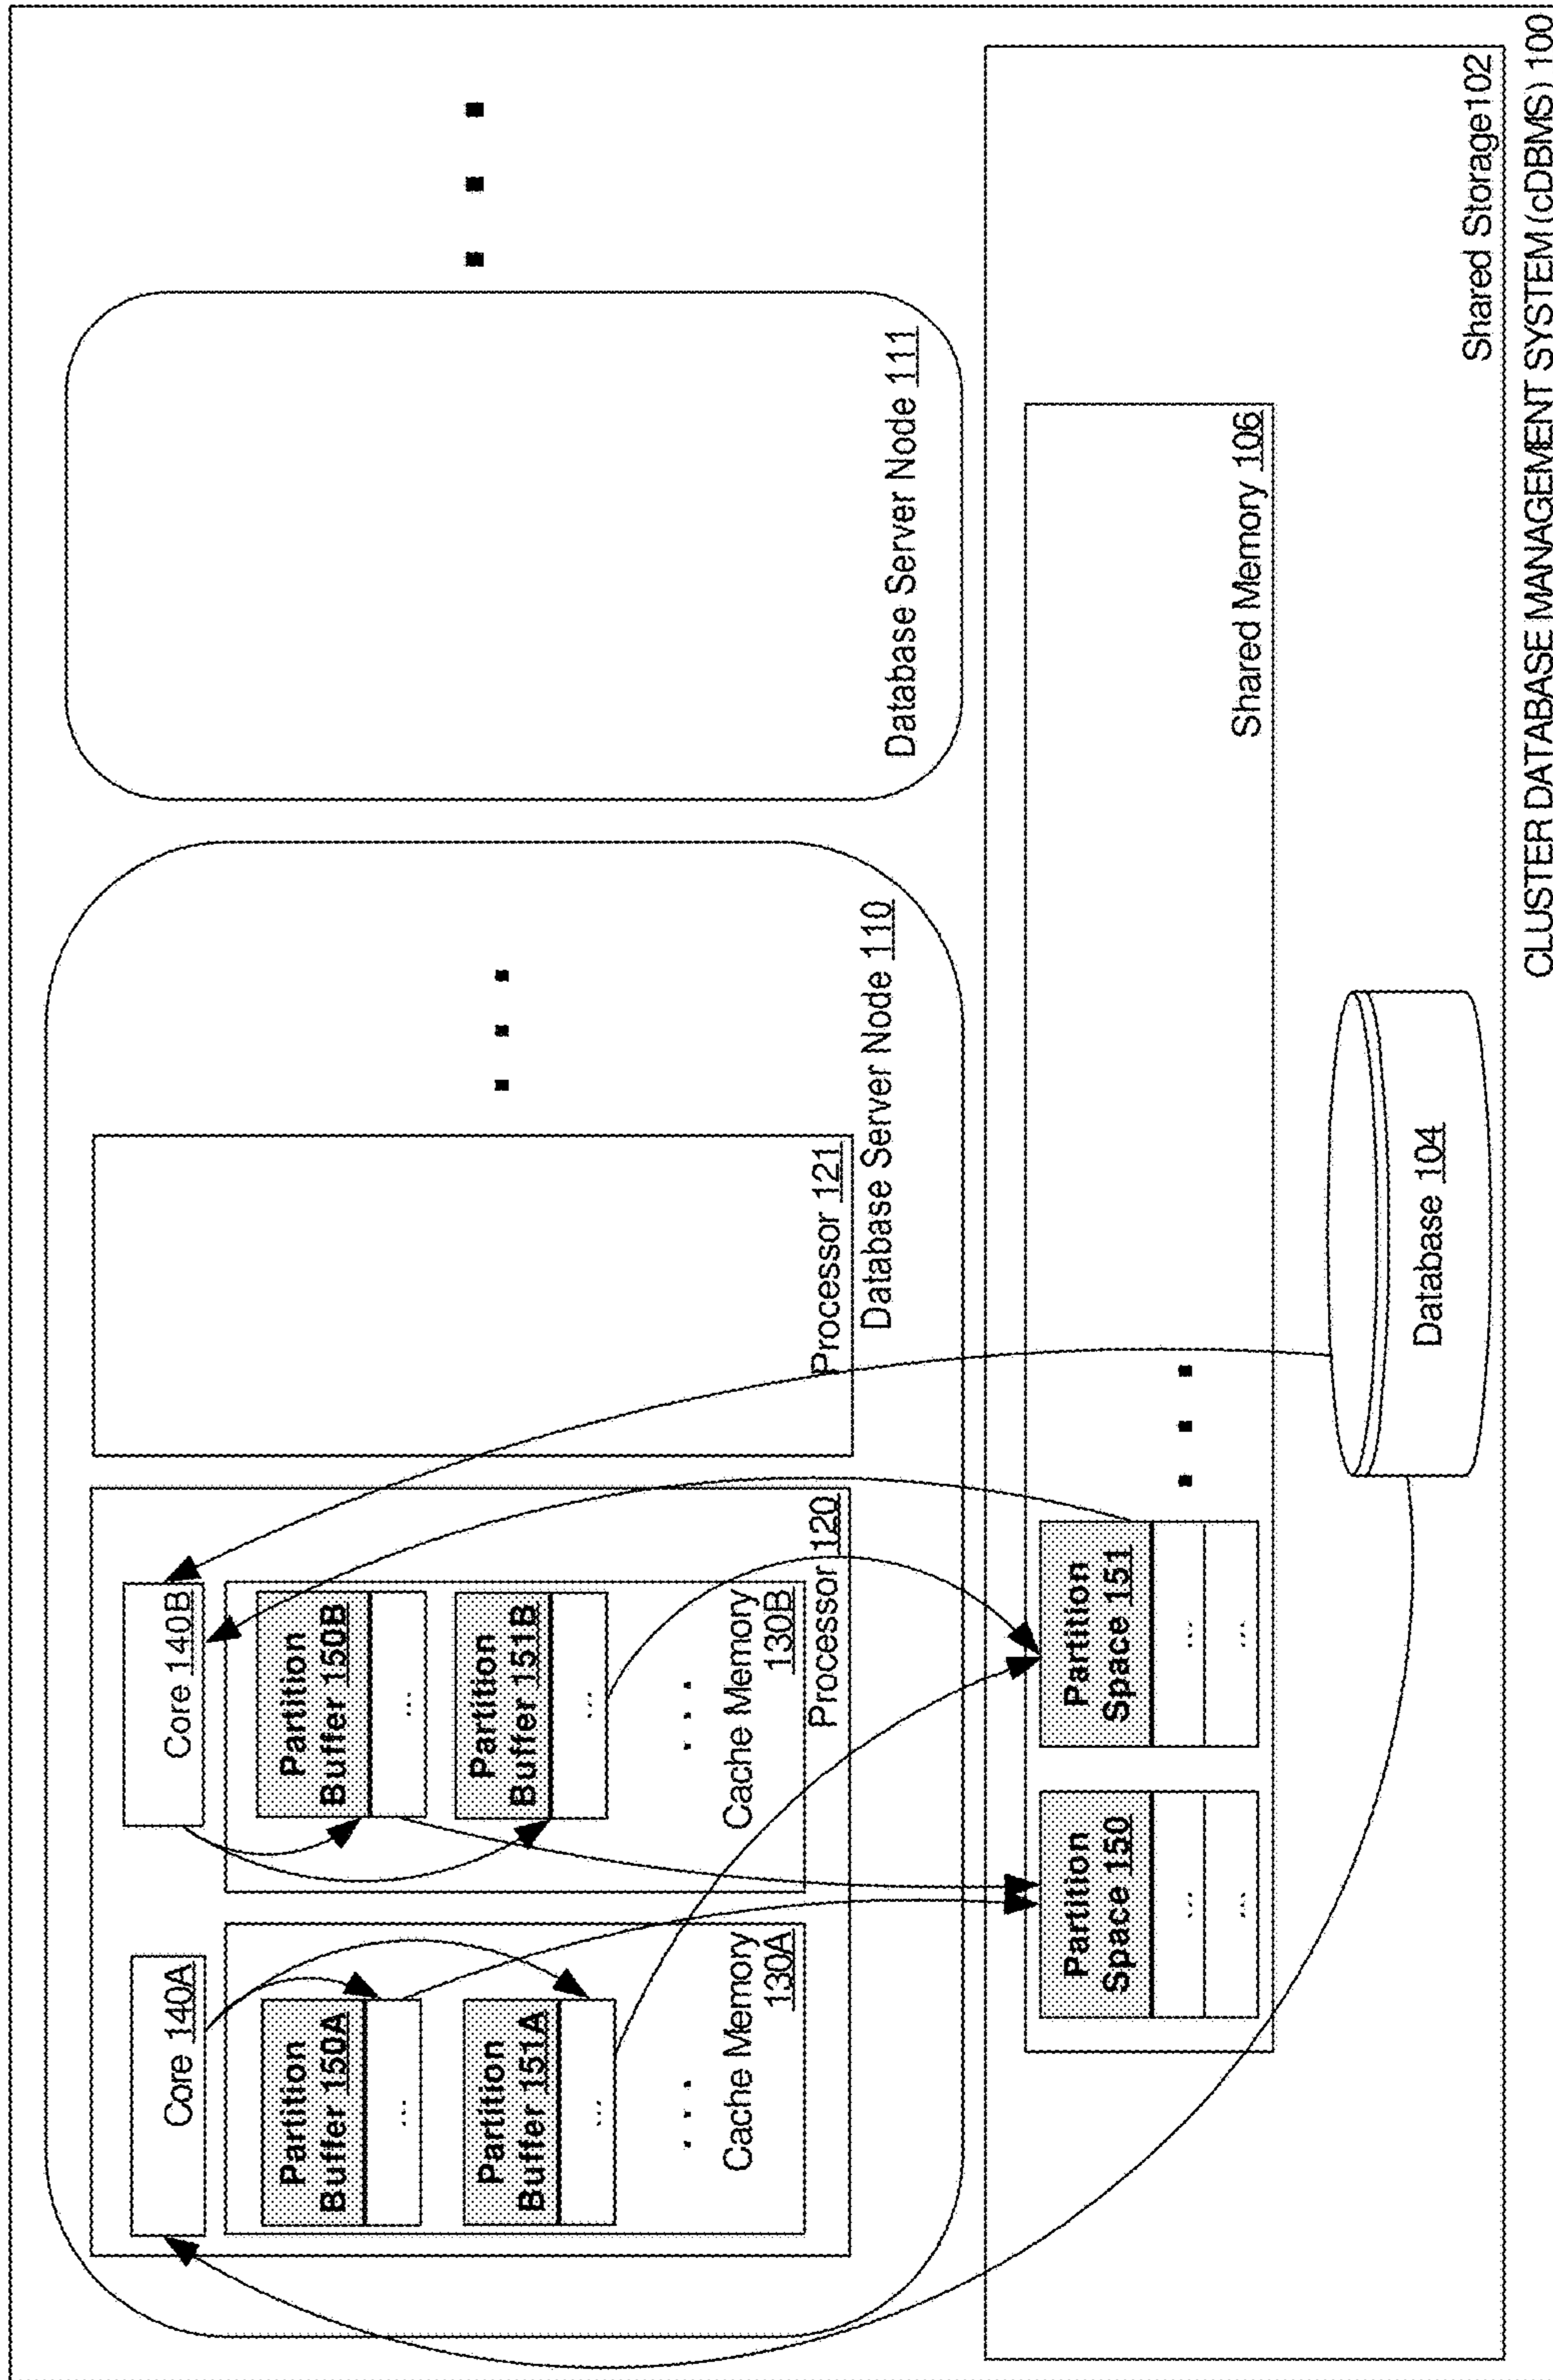 Core 140A
Partition
Buffer 150A
...
Partition
Buffer 151A
...
. . .
Cache Memory
130A
Core 140B
Partition
Buffer 150B
...
Partition
Buffer 151B
...
. . .
Cache Memory
130B
Processor 120
Processor 121
Database Server Node 110
Database Server Node 111
Partition
Space 150
...
...
Partition
Space 151
...
...
Shared Memory 106
Database 104
Shared Storage102
CLUSTER DATABASE MANAGEMENT SYSTEM (cDBMS) 100